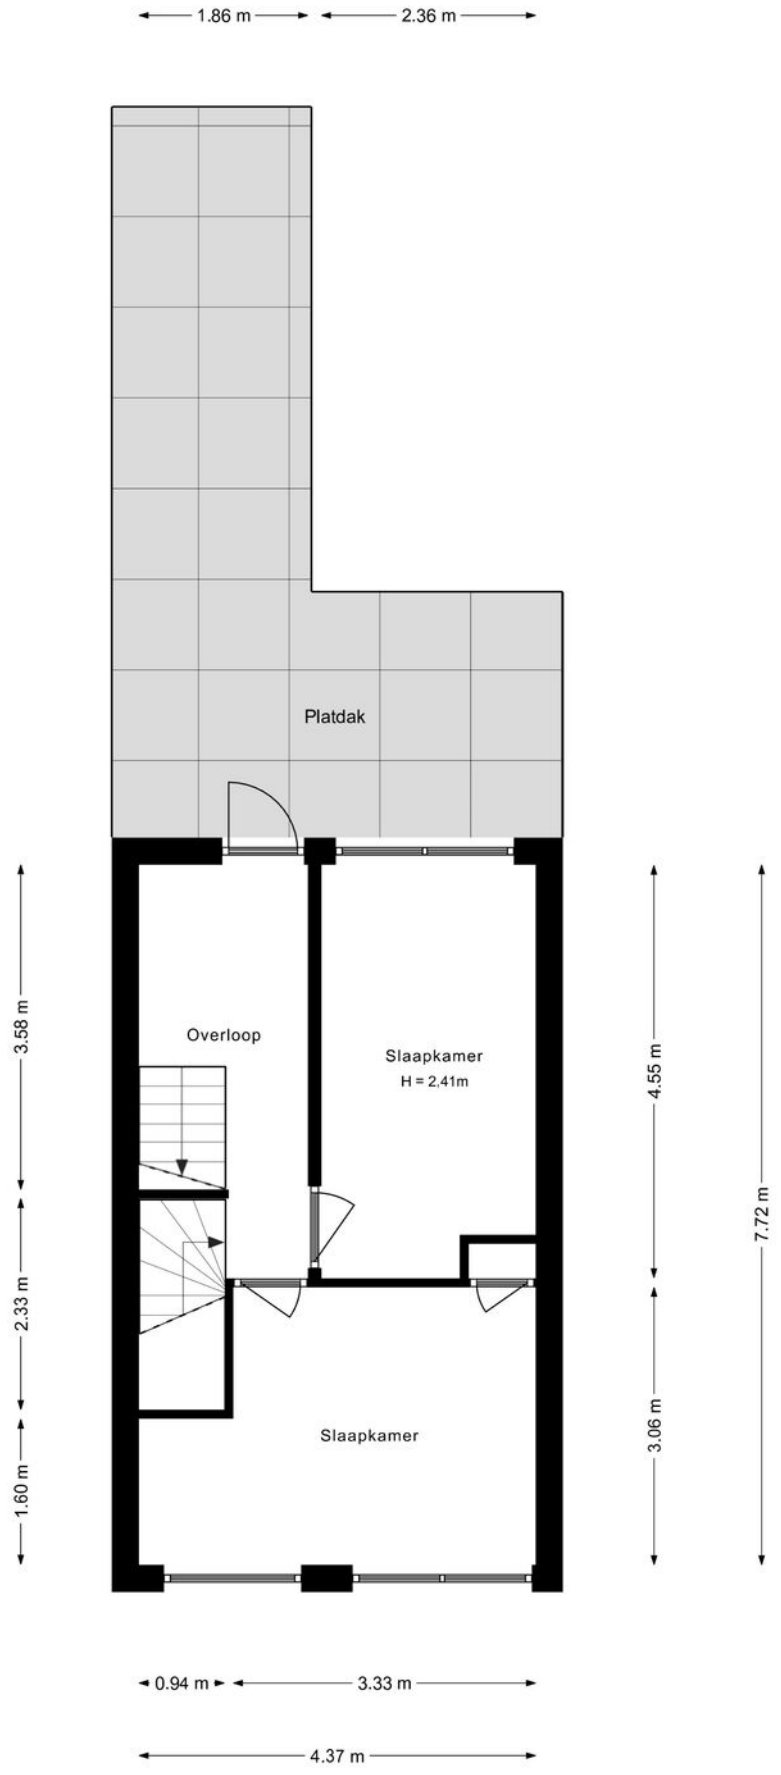 1.86 m
2.36 m
Platdak
3.58 m
Overloop
Slaapkamer
H = 2,41m
4.55 m
7.72 m
2.33 m
3.06 m
Slaapkamer
1.60 m
0.94 m
3.33 m
4.37 m